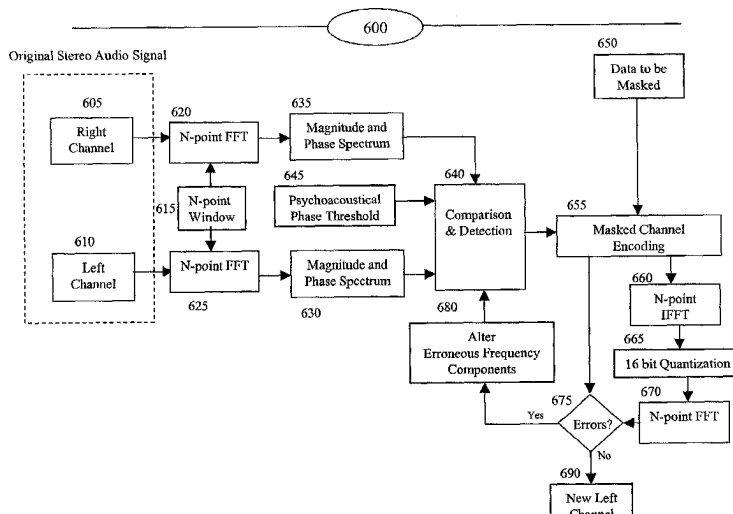 600
Original Stereo Audio Signal
650
Data to be
Masked
605
Right
Channel
620
N-point FFT
635
Magnitude and
Phase Spectrum
640
645
Psychoacoustical
Phase Threshold
615
N-point
Window
Comparison
& Detection
655
Masked Channel
Encoding
610
Left
Channel
N-point FFT
625
Magnitude and
Phase Spectrum
630
680
Alter
Erroneous Frequency
Components
660
N-point
IFFT
665
16 bit Quantization
670
N-point FFT
675
Errors?
Yes
No
690
New Left
Channel